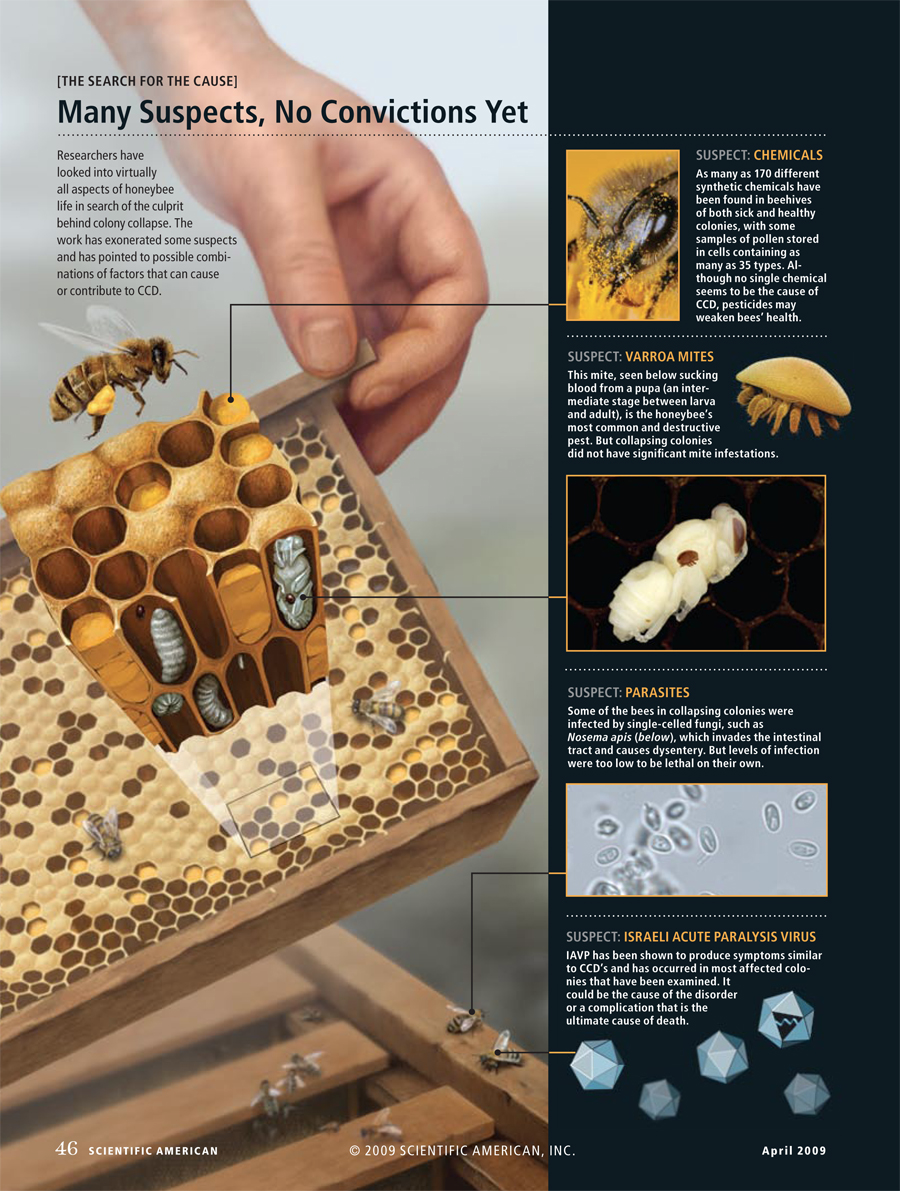 [THE SEARCH FOR THE CAUSE]
Many Suspects, No Convictions Yet
Researchers have
looked into virtually
all aspects of honeybee
life in search of the culprit
behind colony collapse. The
work has exonerated some suspects
and has pointed to possible combi-
nations of factors that can cause
or contribute to CCD.
SUSPECT: CHEMICALS
As many as 170 different
synthetic chemicals have
been found in beehives
of both sick and healthy
colonies, with some
samples of pollen stored
in cells containing as
many as 35 types. Al-
though no single chemical
seems to be the cause of
CCD, pesticides may
weaken bees' health.
SUSPECT: VARROA MITES
This mite, seen below sucking
blood from a pupa (an inter-
mediate stage between larva
and adult), is the honeybee's
most common and destructive
pest. But collapsing colonies
did not have significant mite infestations.
SUSPECT: PARASITES
Some of the bees in collapsing colonies were
infected by single-celled fungi, such as
Nosema apis (below), which invades the intestinal
tract and causes dysentery. But levels of infection
were too low to be lethal on their own.
SUSPECT: ISRAELI ACUTE PARALYSIS VIRUS
IAVP has been shown to produce symptoms similar
to CCD's and has occurred in most affected colo-
nies that have been examined. It
could be the cause of the disorder
or a complication that is the
ultimate cause of death.
46 SCIENTIFIC AMERICAN
© 2009 SCIENTIFIC AMERICAN, INC.
April 2009